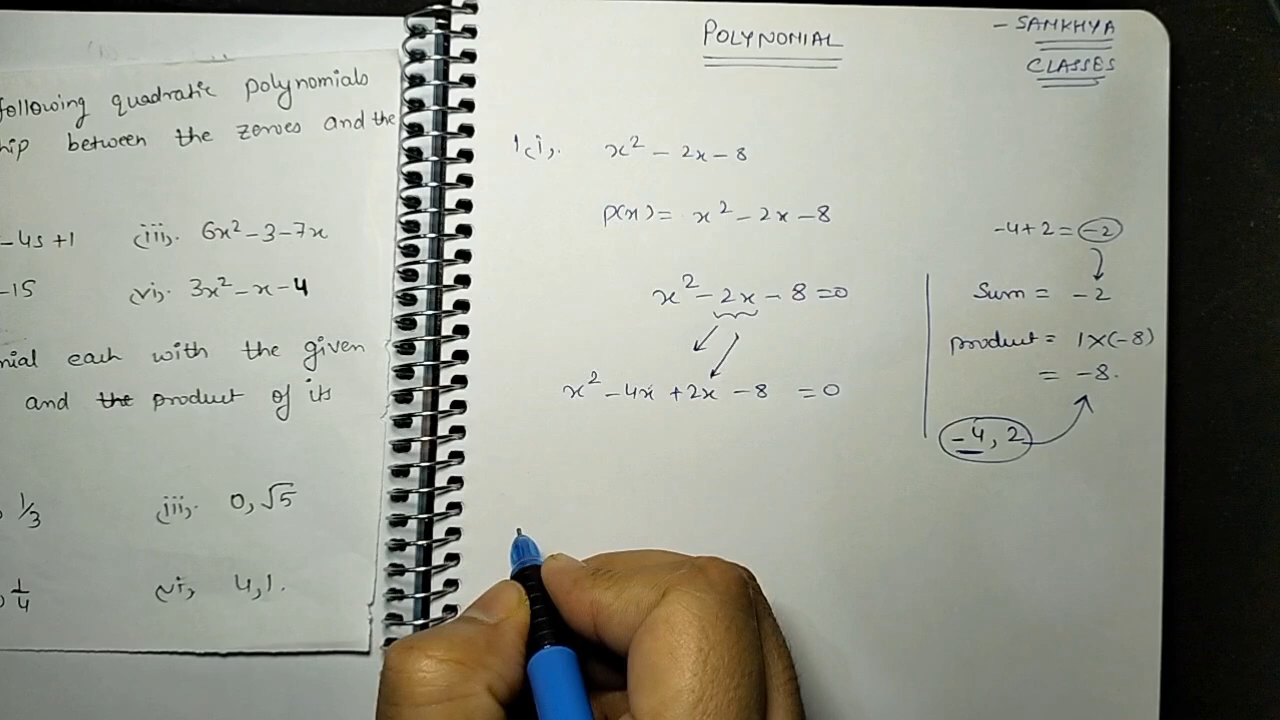 following quadratic polynomials
hip between the zeroes and the
-4s+1 (iii). 6x²-3-7x
-15 (vi). 3x²-x-4
nial each with the given
and the product of its
1/3 (iii). 0, √5
1/4 (vi), 4,1.
POLYNOMIAL
- SAMKHYA
CLASSES
1(i). x² - 2x - 8
p(x) = x² - 2x - 8
x² - 2x - 8 = 0
x² - 4x + 2x - 8 = 0
-4+2 = -2
Sum = -2
product = 1×(-8)
= -8.
-4, 2